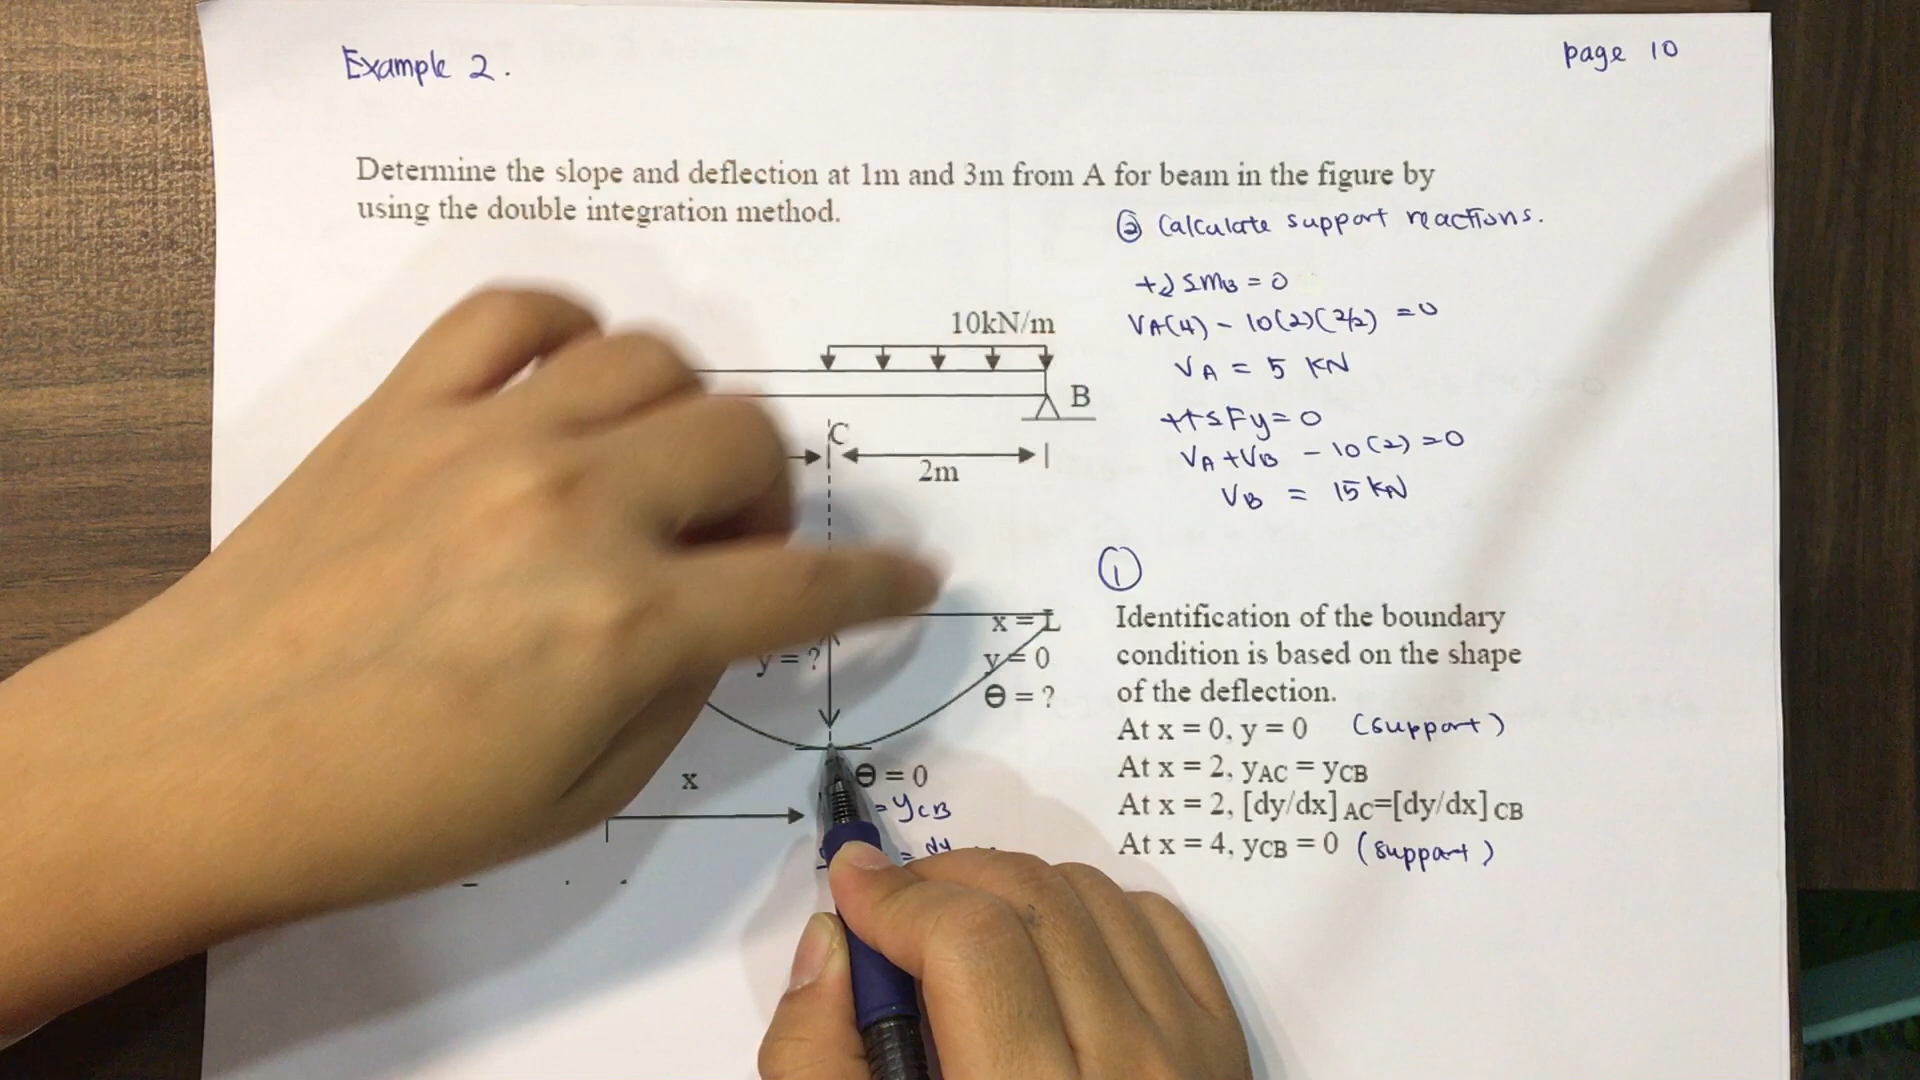 Example 2.
page 10
Determine the slope and deflection at 1m and 3m from A for beam in the figure by
using the double integration method.
② Calculate support reactions.
+⤸ΣMB = 0
VA(4) - 10(2)(2/2) = 0
VA = 5 KN
+↑ΣFy = 0
VA + VB - 10(2) = 0
VB = 15 KN
10kN/m
B
C
2m
x = L
y = ?
y = 0
Θ = ?
x
Θ = 0
= yCB
= dy
①
Identification of the boundary
condition is based on the shape
of the deflection.
At x = 0, y = 0 (support)
At x = 2, yAC = yCB
At x = 2, [dy/dx] AC=[dy/dx] CB
At x = 4, yCB = 0 (support)